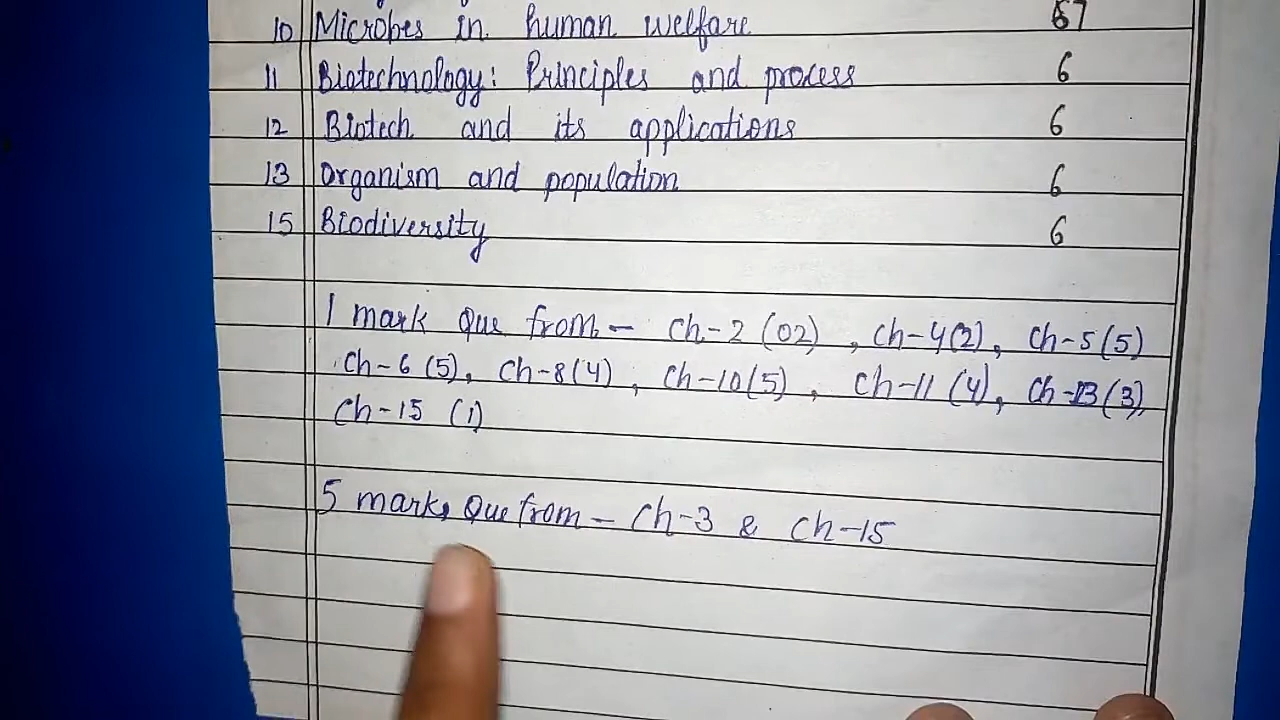 10 Microbes in human welfare 67
11 Biotechnology: Principles and process 6
12 Biotech and its applications 6
13 Organism and population 6
15 Biodiversity 6
1 mark Que from - Ch-2 (02), Ch-4(2), Ch-5(5)
Ch-6 (5), Ch-8(4), Ch-10(5), Ch-11 (4), Ch-13(3),
Ch-15 (1)
5 marks Que from - Ch-3 & Ch-15